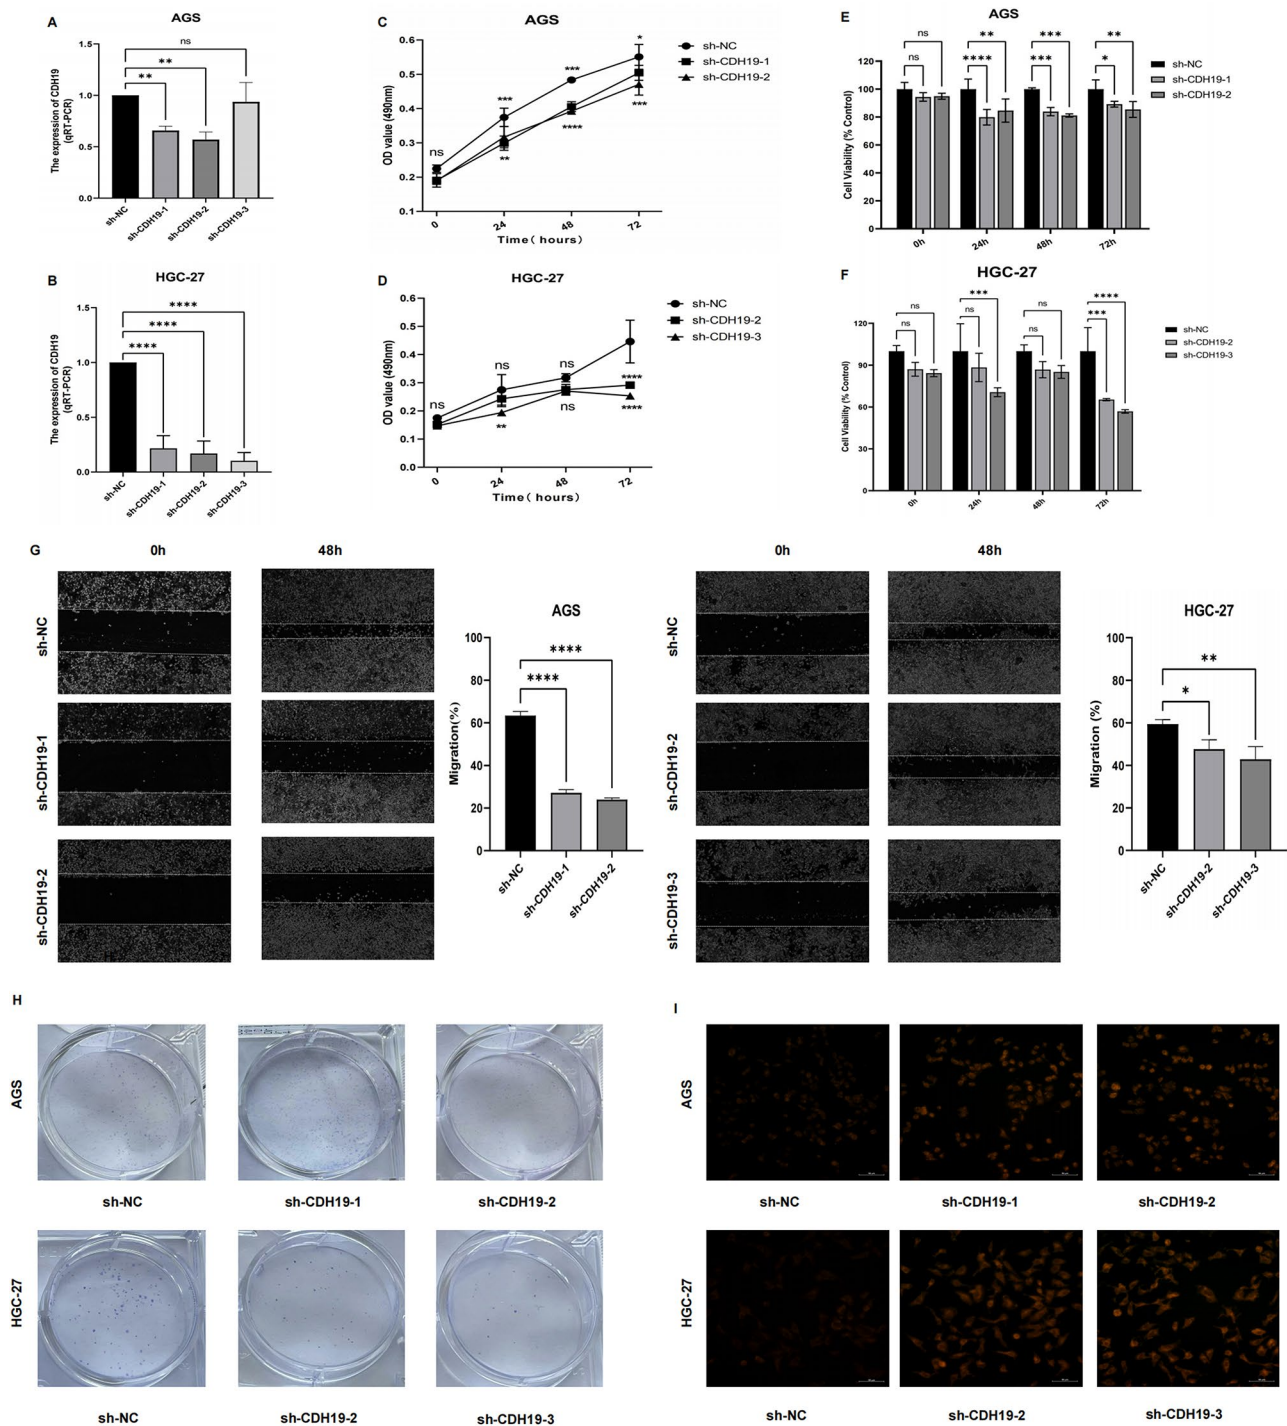 A
AGS
The expression of CDH19
(qRT-PCR)
1.5
1.0
0.5
0.0
ns
**
**
sh-NC
sh-CDH19-1
sh-CDH19-2
sh-CDH19-3
C
AGS
OD value (490nm)
0.6
0.5
0.4
0.3
0.2
0.1
ns
***
**
***
****
*
***
0
24
48
72
Time( hours)
sh-NC
sh-CDH19-1
sh-CDH19-2
E
AGS
Cell Viability (% Control)
120
100
80
60
40
20
0
ns
ns
**
****
***
***
**
*
0h
24h
48h
72h
sh-NC
sh-CDH19-1
sh-CDH19-2
B
HGC-27
The expression of CDH19
(qRT-PCR)
1.5
1.0
0.5
0.0
****
****
****
sh-NC
sh-CDH19-1
sh-CDH19-2
sh-CDH19-3
D
HGC-27
OD value (490nm)
0.6
0.5
0.4
0.3
0.2
0.1
0.0
ns
ns
**
ns
ns
****
****
0
24
48
72
Time( hours)
sh-NC
sh-CDH19-2
sh-CDH19-3
F
HGC-27
Cell Viability (% Control)
120
90
60
30
0
ns
ns
***
ns
ns
ns
****
***
0h
24h
48h
72h
sh-NC
sh-CDH19-2
sh-CDH19-3
G
0h
48h
sh-NC
sh-CDH19-1
sh-CDH19-2
AGS
Migration(%)
100
80
60
40
20
0
****
****
sh-NC
sh-CDH19-1
sh-CDH19-2
0h
48h
sh-NC
sh-CDH19-2
sh-CDH19-3
HGC-27
Migration (%)
100
80
60
40
20
0
**
*
sh-NC
sh-CDH19-2
sh-CDH19-3
H
AGS
sh-NC
sh-CDH19-1
sh-CDH19-2
HGC-27
sh-NC
sh-CDH19-2
sh-CDH19-3
I
AGS
sh-NC
sh-CDH19-1
sh-CDH19-2
HGC-27
sh-NC
sh-CDH19-2
sh-CDH19-3